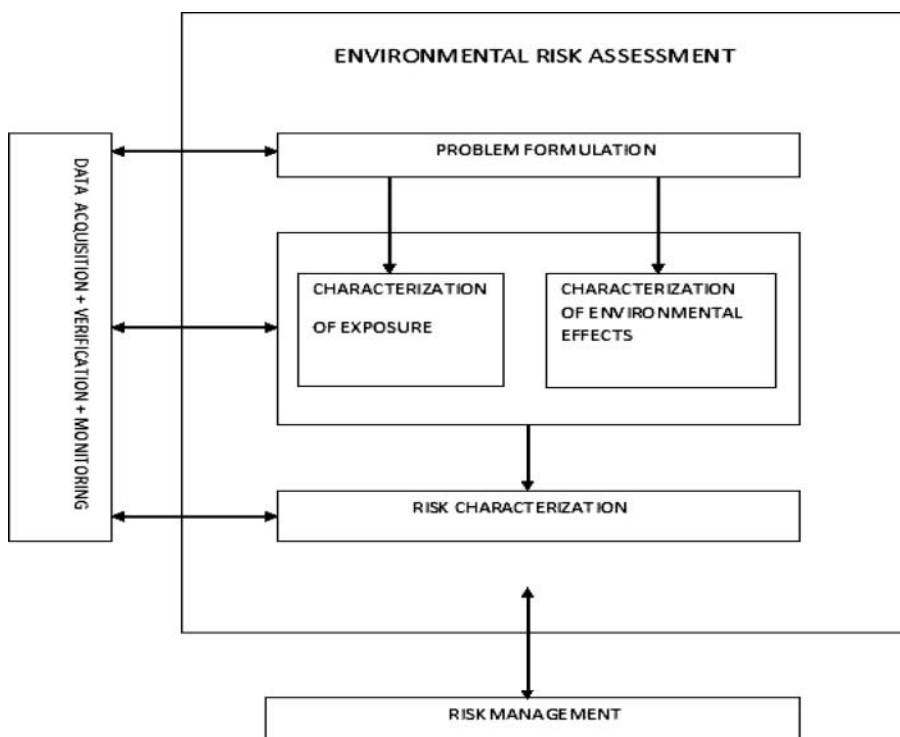 ENVIRONMENTAL RISK ASSESSMENT
DATA ACQUISITION + VERIFICATION + MONITORING
PROBLEM FORMULATION
CHARACTERIZATION
OF EXPOSURE
CHARACTERIZATION
OF ENVIRONMENTAL
EFFECTS
RISK CHARACTERIZATION
RISK MANAGEMENT